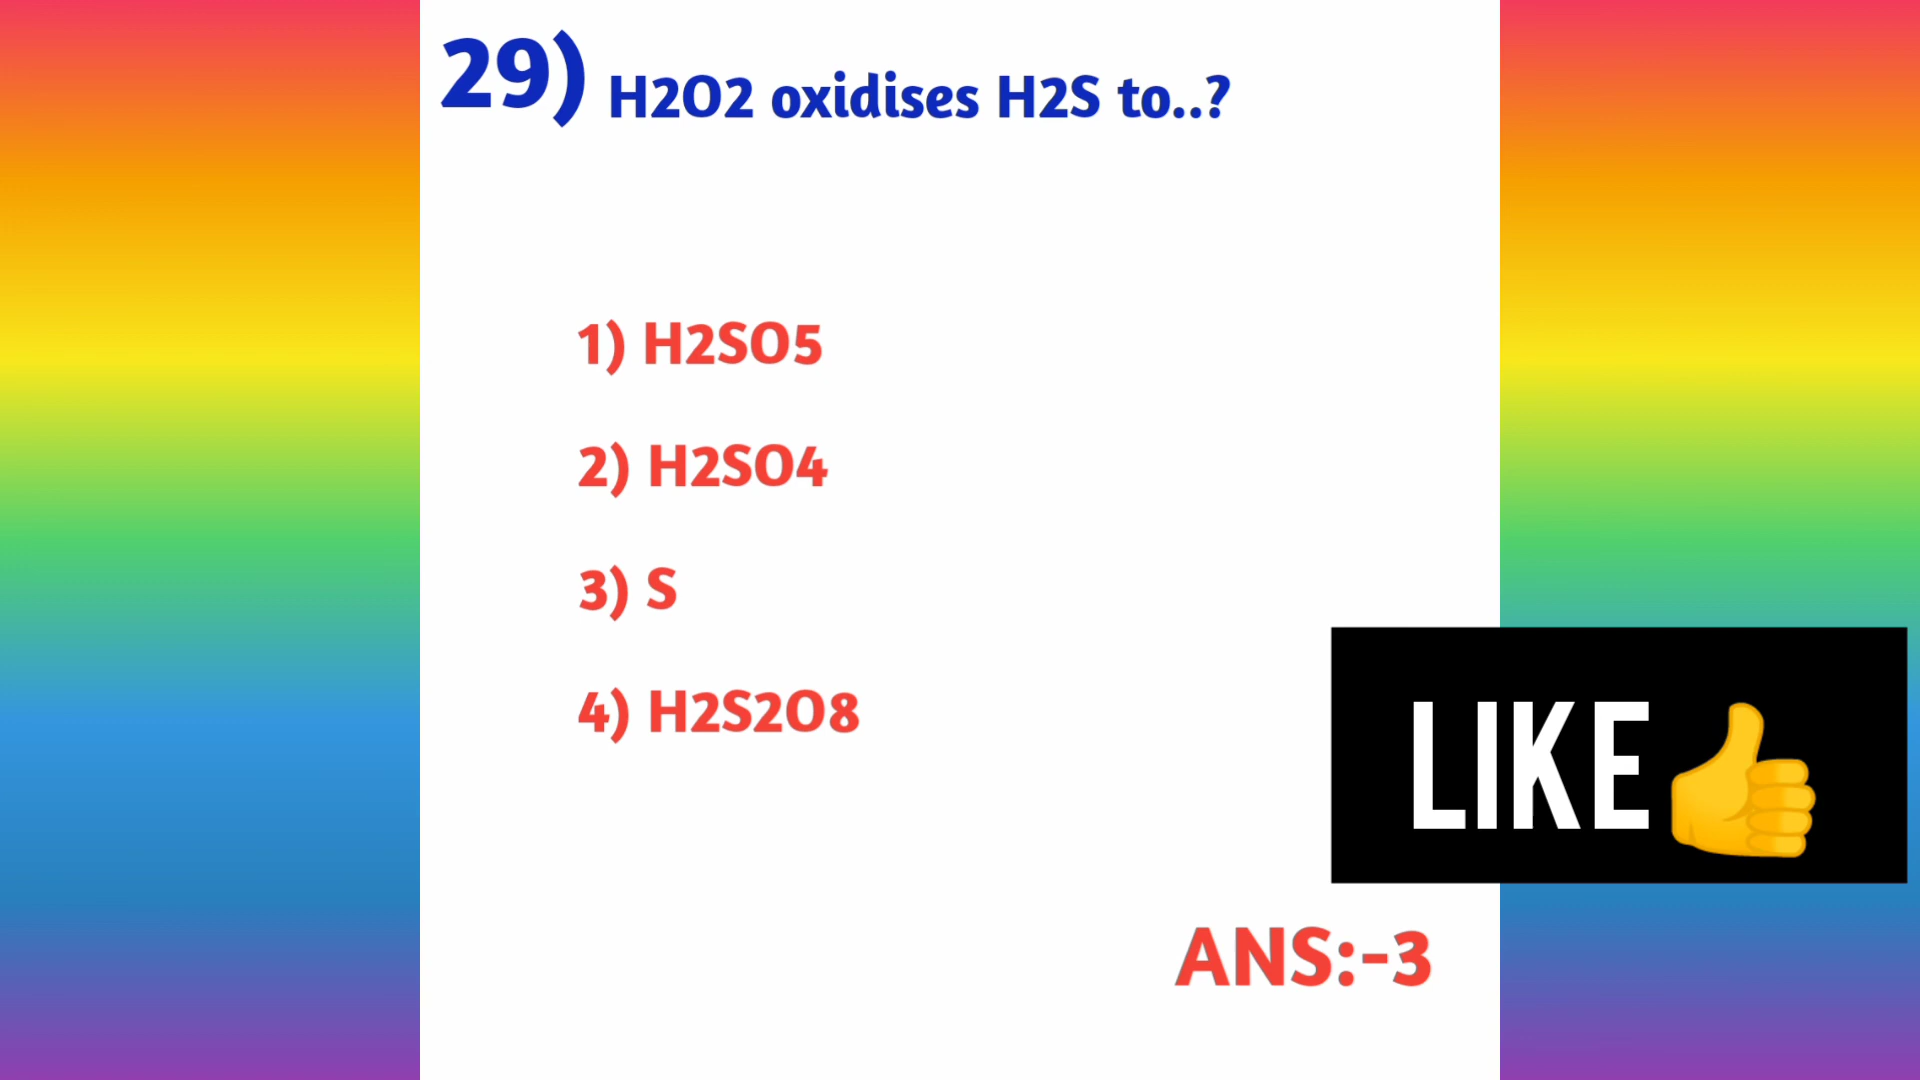 29) H2O2 oxidises H2S to..?
1) H2SO5
2) H2SO4
3) S
4) H2S2O8
LIKE
ANS:-3